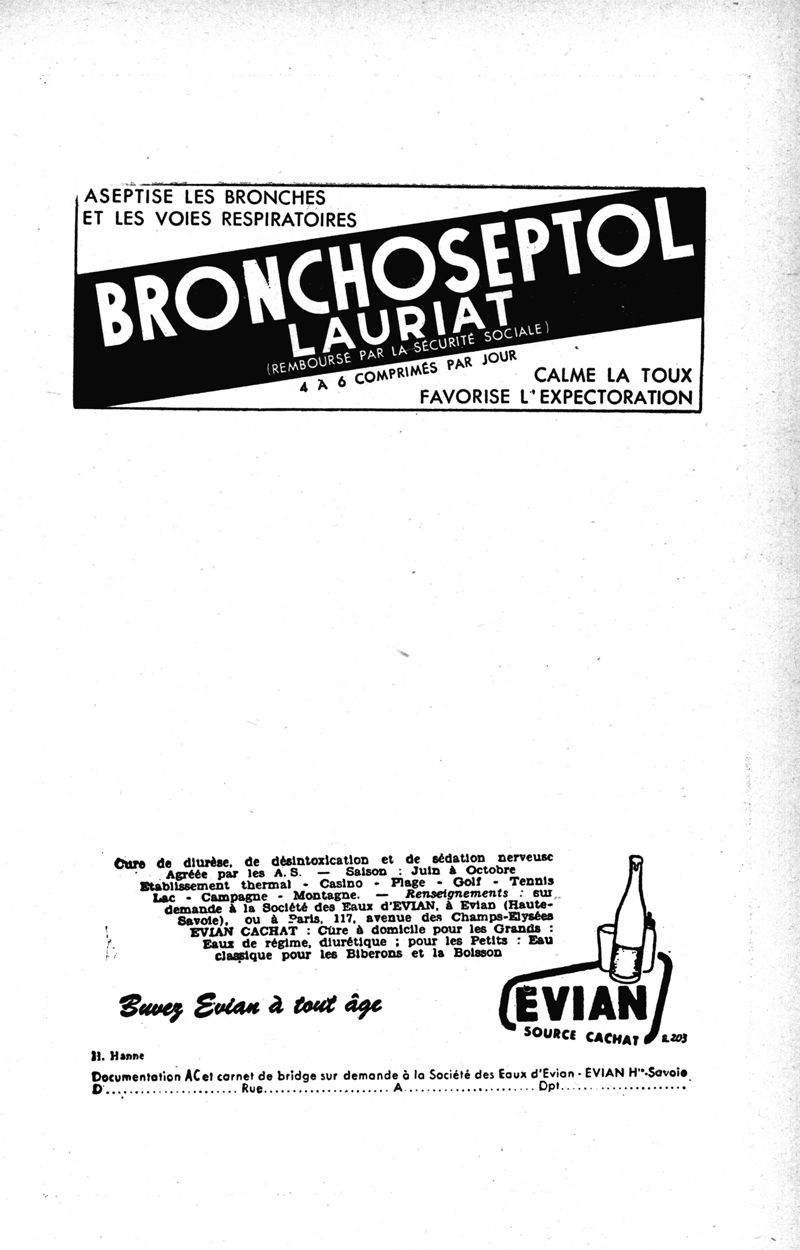 ASEPTISE LES BRONCHES
ET LES VOIES RESPIRATOIRES
BRONCHOSEPTOL
LAURIAT
(REMBOURSÉ PAR LA SÉCURITÉ SOCIALE)
4 À 6 COMPRIMÉS PAR JOUR
CALME LA TOUX
FAVORISE L'EXPECTORATION
Cure de diurèse, de désintoxication et de sédation nerveuse
Agréée par les A.S. — Saison : Juin à Octobre
Etablissement thermal - Casino - Plage - Golf - Tennis
Lac - Campagne - Montagne. — Renseignements : sur
demande à la Société des Eaux d'EVIAN, à Evian (Haute-
Savoie), ou à Paris, 117, avenue des Champs-Elysées
EVIAN CACHAT : Cûre à domicile pour les Grands :
Eaux de régime, diurétique ; pour les Petits : Eau
classique pour les Biberons et la Boisson
Buvez Evian à tout âge
ÉVIAN
SOURCE CACHAT
R.203
H. Hanne
Documentation AC et carnet de bridge sur demande à la Société des Eaux d'Evian - EVIAN Hte-Savoie
D...................... Rue...................... A...................... Dpt......................